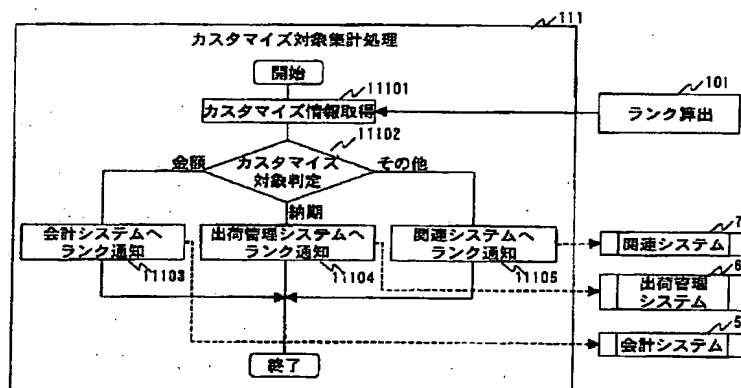 111
カスタマイズ対象集計処理
開始
11101
カスタマイズ情報取得
101
ランク算出
11102
カスタマイズ
対象判定
金額
その他
納期
会計システムへ
ランク通知
11103
出荷管理システムへ
ランク通知
11104
関連システムへ
ランク通知
11105
7
関連システム
6
出荷管理
システム
5
会計システム
終了